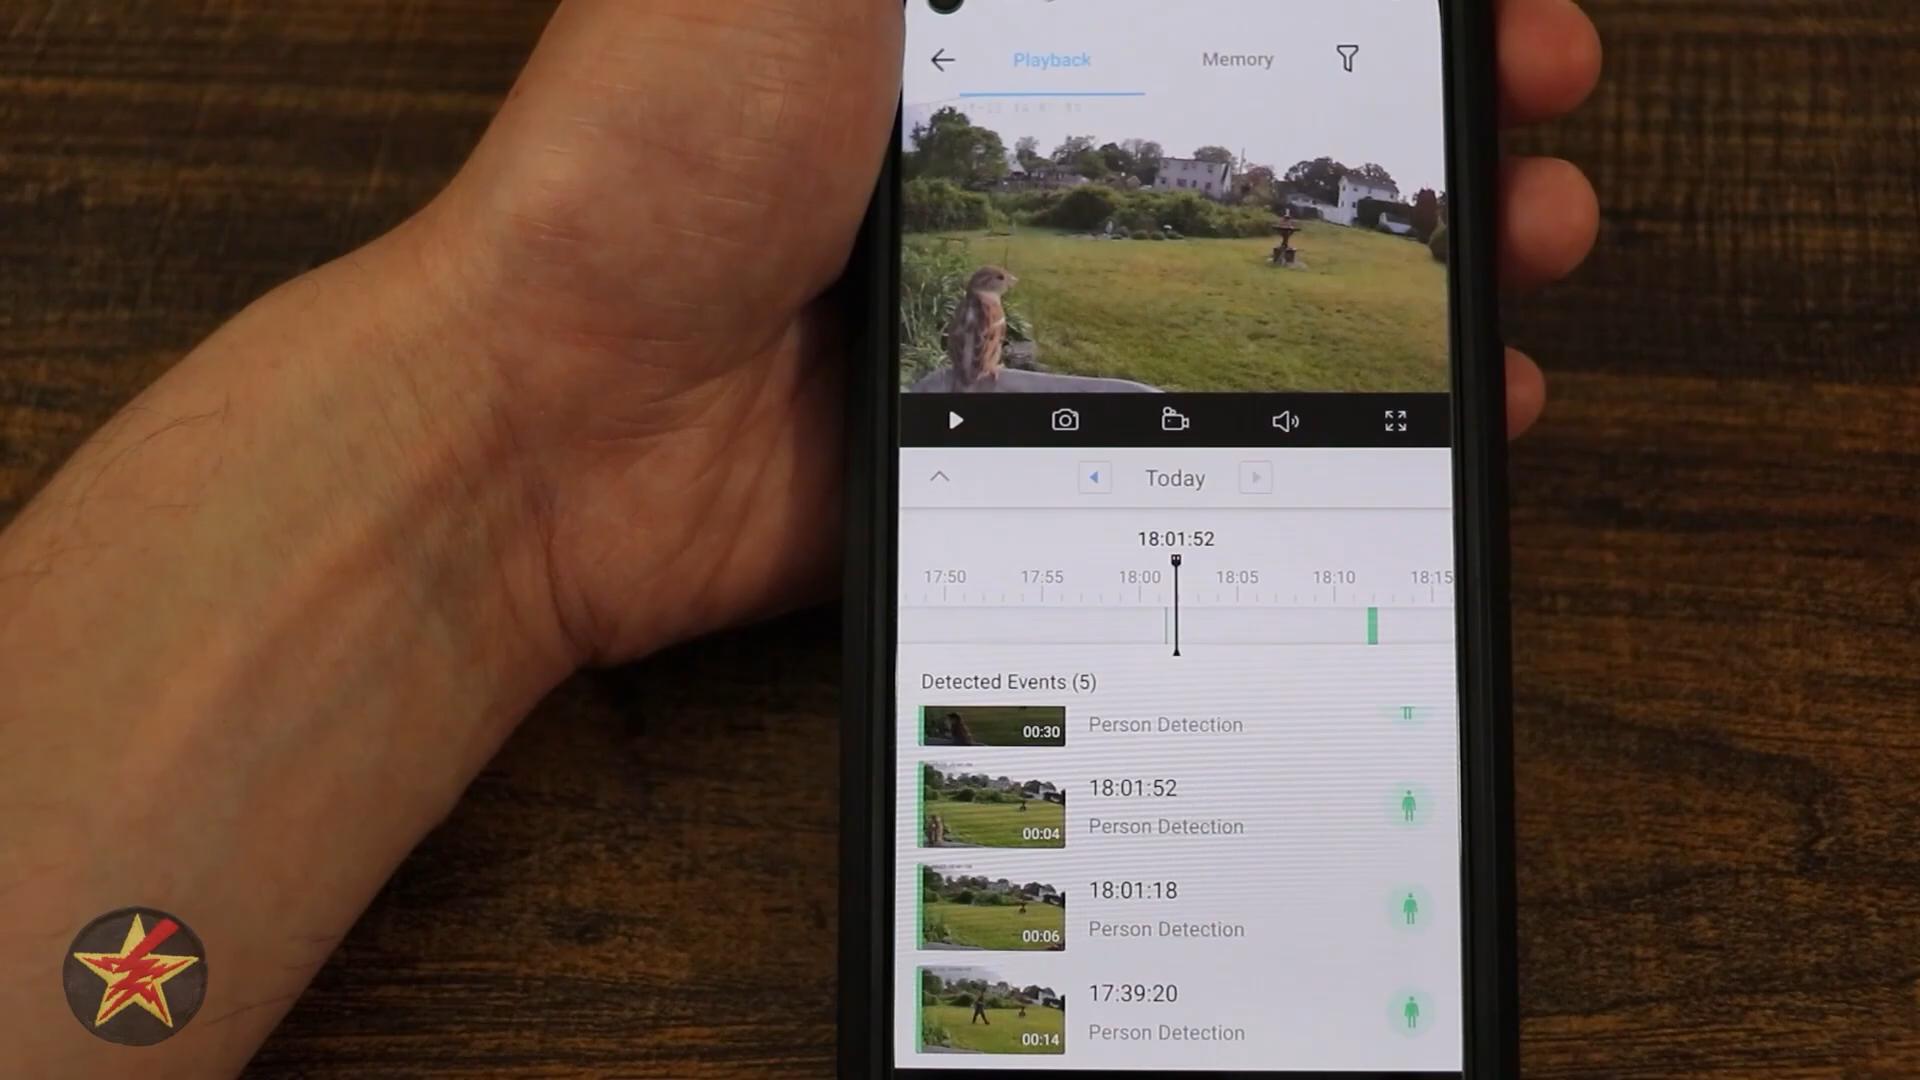 Playback Memory
Today
18:01:52
17:50 17:55 18:00 18:05 18:10 18:15
Detected Events (5)
00:30 Person Detection
18:01:52
00:04 Person Detection
18:01:18
00:06 Person Detection
17:39:20
00:14 Person Detection